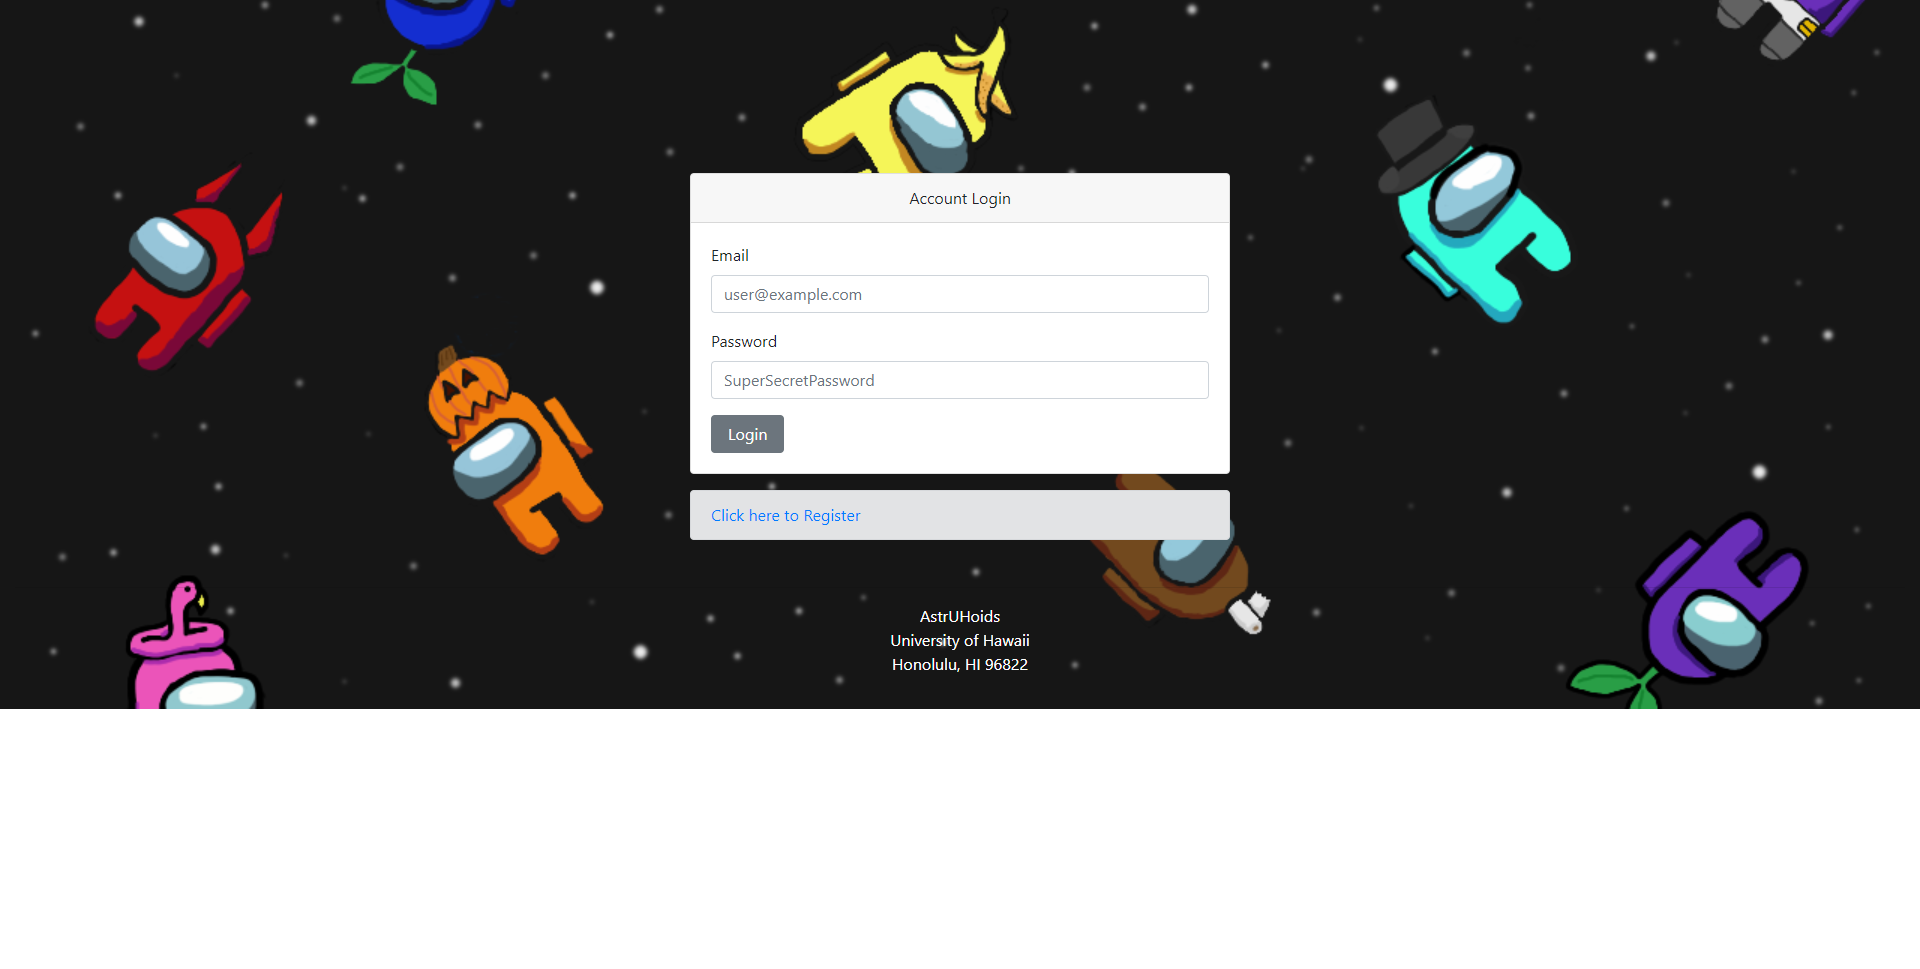 Account Login
Email
user@example.com
Password
SuperSecretPassword
Login
Click here to Register
AstrUHoids
University of Hawaii
Honolulu, HI 96822